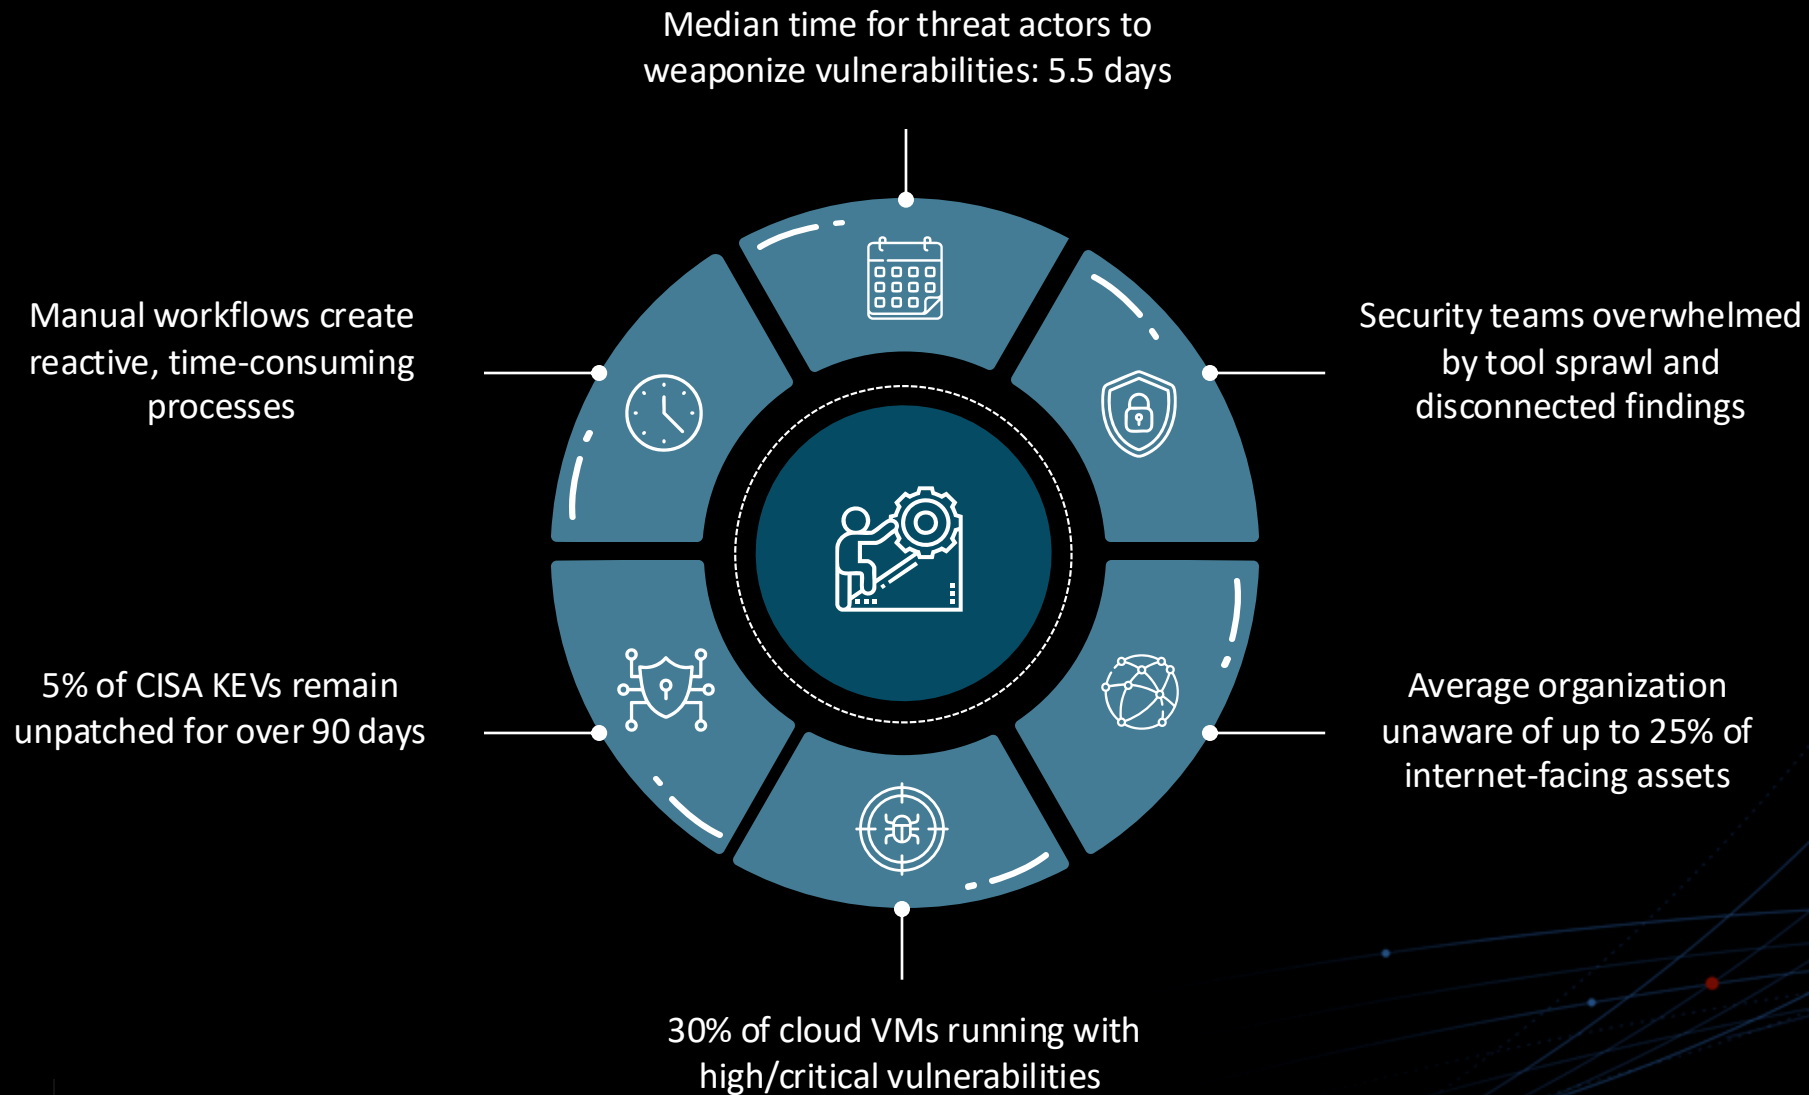 Median time for threat actors to
weaponize vulnerabilities: 5.5 days
Manual workflows create
reactive, time-consuming
processes
Security teams overwhelmed
by tool sprawl and
disconnected findings
5% of CISA KEVs remain
unpatched for over 90 days
Average organization
unaware of up to 25% of
internet-facing assets
30% of cloud VMs running with
high/critical vulnerabilities